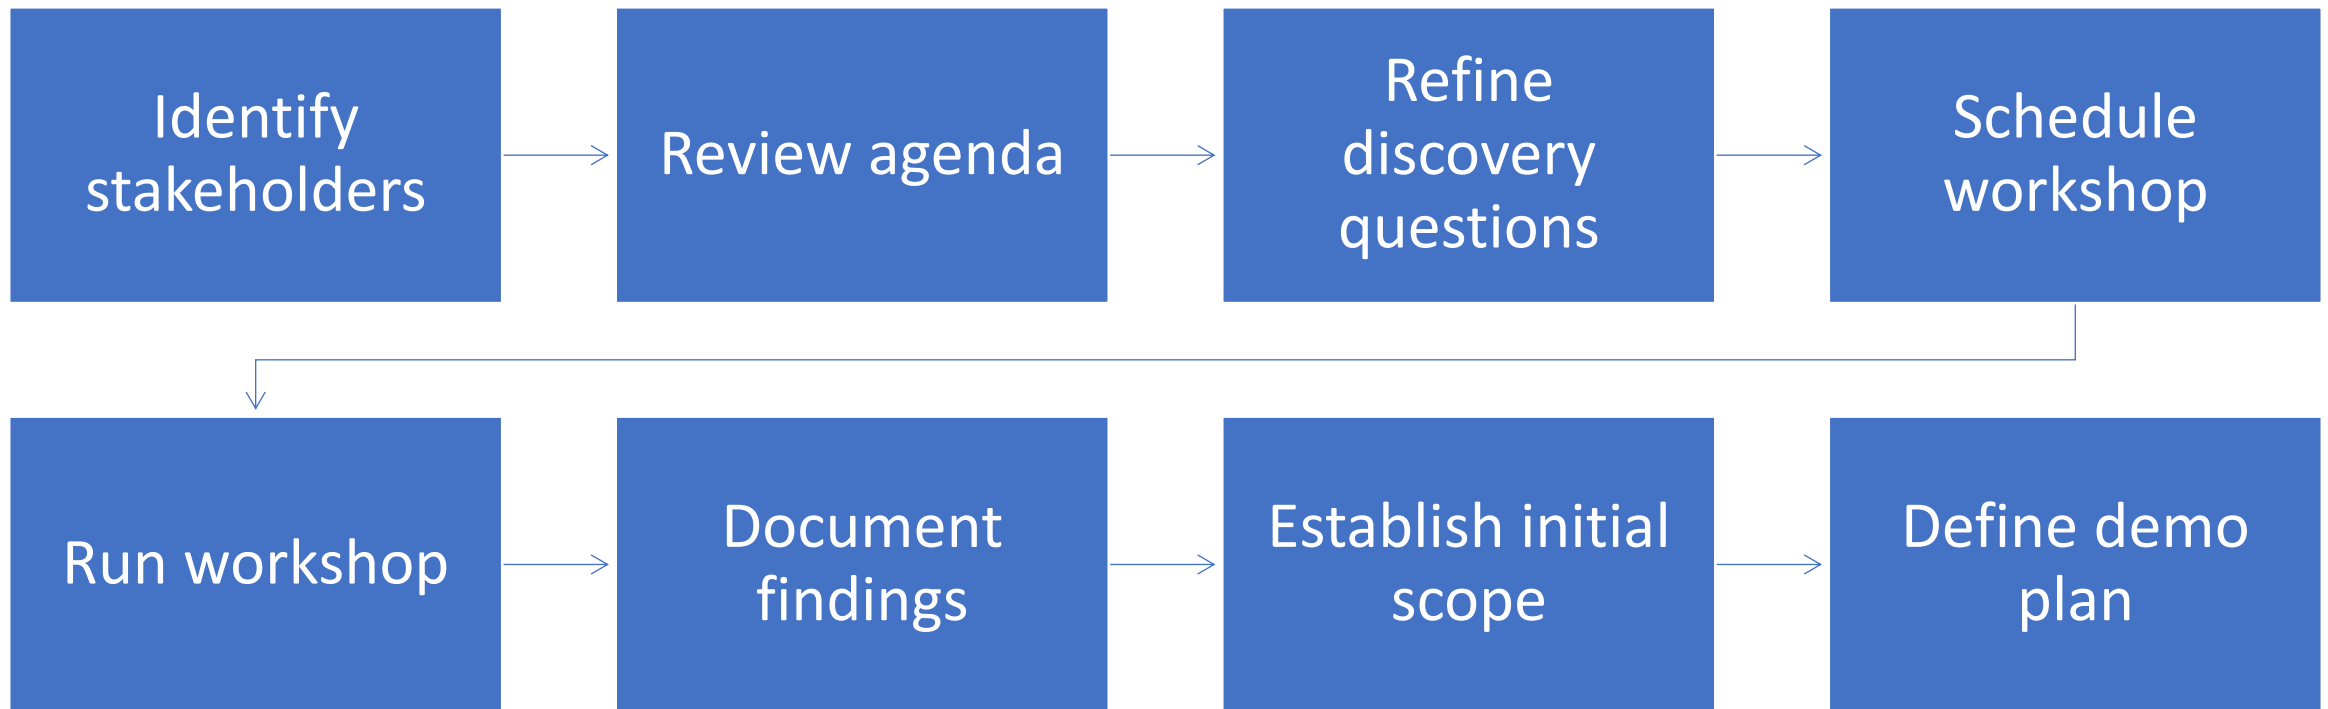 Identify
stakeholders
Review agenda
Refine
discovery
questions
Schedule
workshop
Run workshop
Document
findings
Establish initial
scope
Define demo
plan